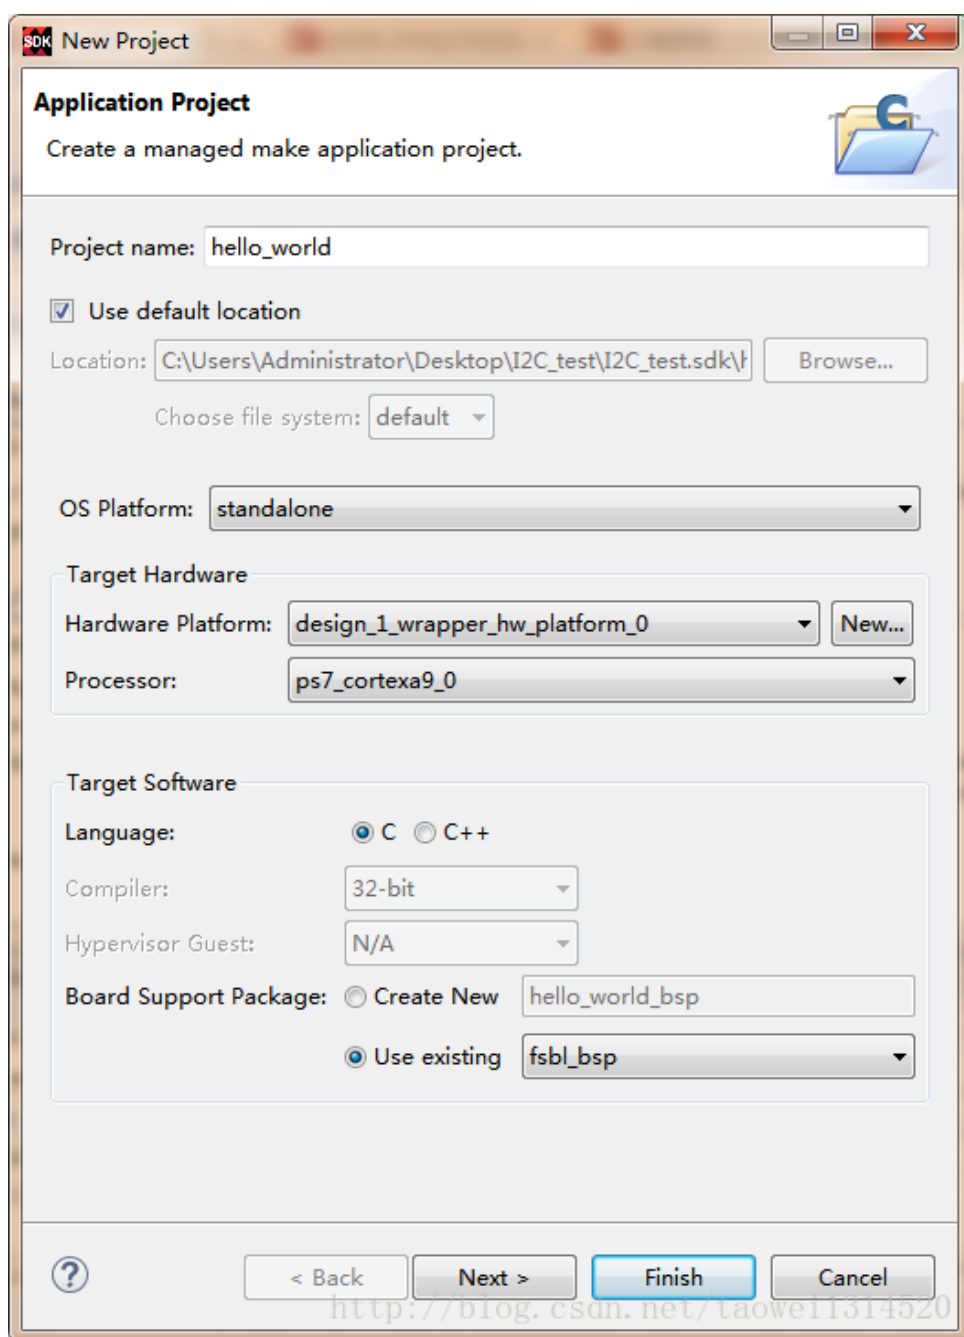 SDK New Project
Application Project
Create a managed make application project.
Project name: hello_world
Use default location
Location: C:\Users\Administrator\Desktop\I2C_test\I2C_test.sdk\h Browse...
Choose file system: default
OS Platform: standalone
Target Hardware
Hardware Platform: design_1_wrapper_hw_platform_0 New...
Processor: ps7_cortexa9_0
Target Software
Language: C C++
Compiler: 32-bit
Hypervisor Guest: N/A
Board Support Package: Create New hello_world_bsp
Use existing fsbl_bsp
? < Back Next > Finish Cancel
http://blog.csdn.net/taowei1314520